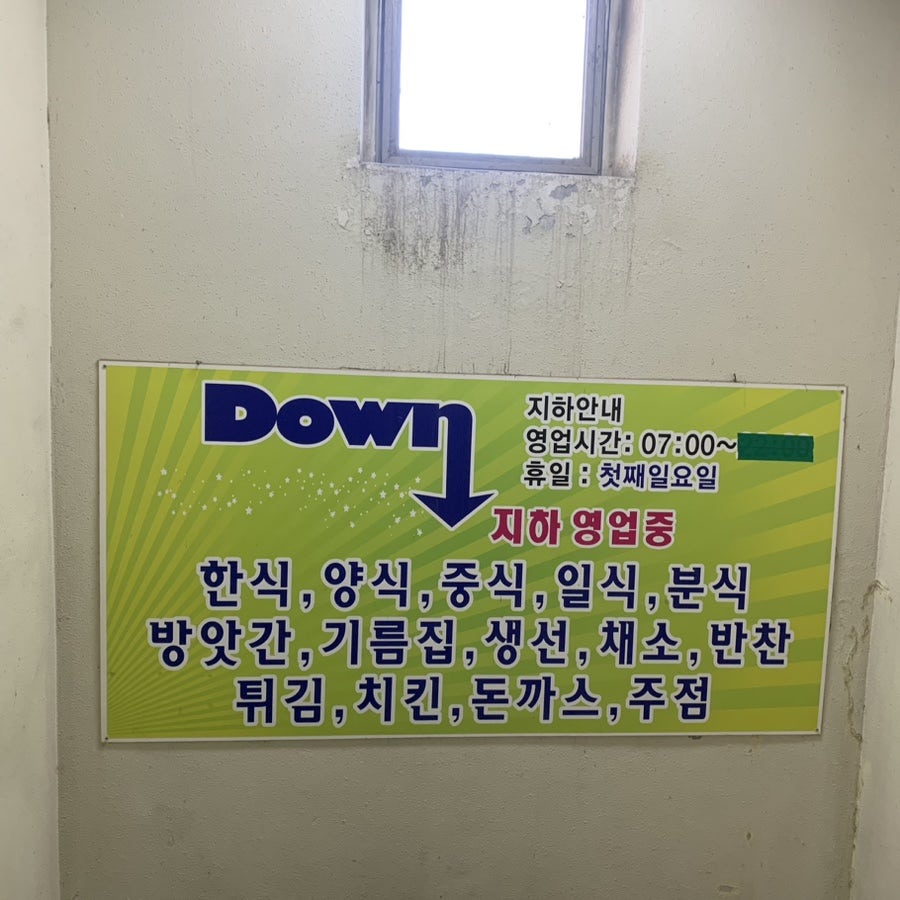 Down
지하안내
영업시간: 07:00~
휴일 : 첫째일요일
지하 영업중
한식,양식,중식,일식,분식
방앗간,기름집,생선,채소,반찬
튀김,치킨,돈까스,주점